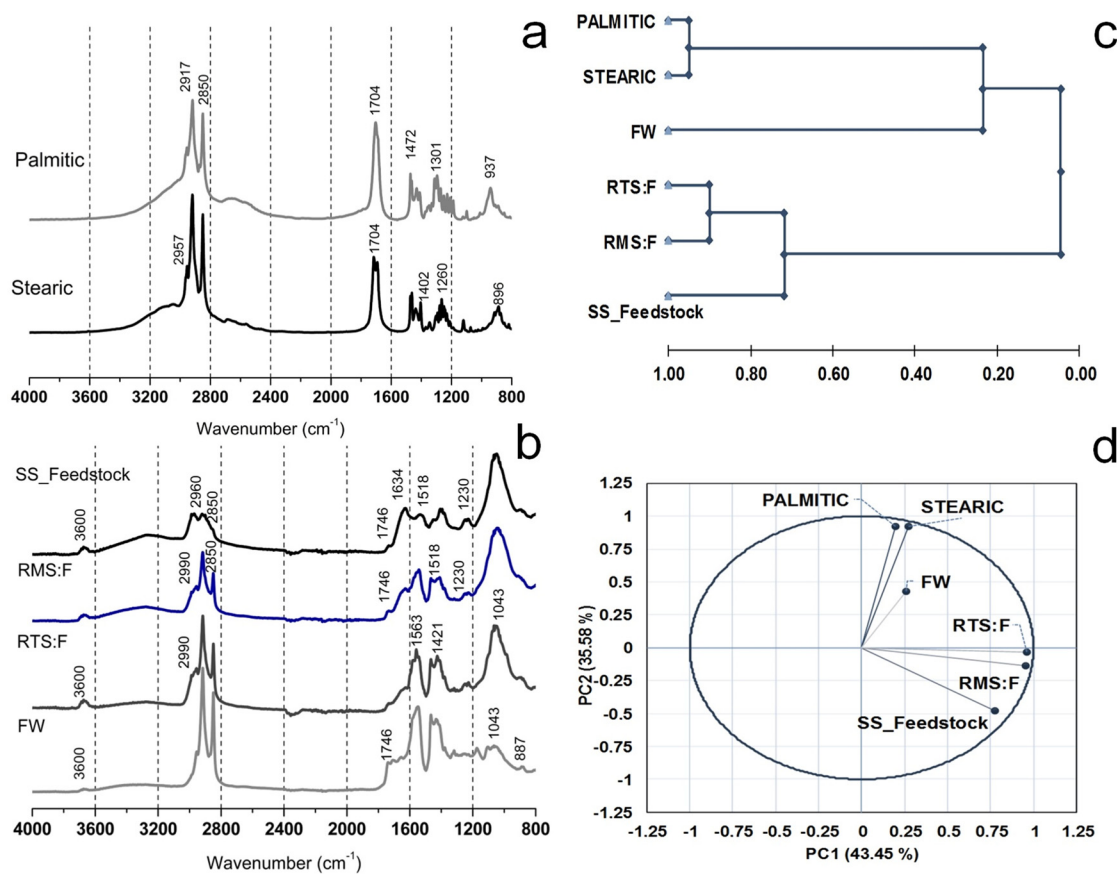 a
2917
2850
1704
1472
1301
937
Palmitic
2957
1704
1402
1260
896
Stearic
4000 3600 3200 2800 2400 2000 1600 1200 800
Wavenumber (cm⁻¹)
b
SS_Feedstock
3600
2960
2850
1746
1634
1518
1230
RMS:F
2990
2850
1746
1518
1230
RTS:F
3600
2990
1563
1421
1043
FW
3600
1746
1043
887
4000 3600 3200 2800 2400 2000 1600 1200 800
Wavenumber (cm⁻¹)
c
PALMITIC
STEARIC
FW
RTS:F
RMS:F
SS_Feedstock
1.00 0.80 0.60 0.40 0.20 0.00
d
1.25
1
0.75
0.5
0.25
0
-0.25
-0.5
-0.75
-1
-1.25
PC2 (35.58 %)
PALMITIC
STEARIC
FW
RTS:F
RMS:F
SS_Feedstock
-1.25 -1 -0.75 -0.5 -0.25 0 0.25 0.5 0.75 1 1.25
PC1 (43.45 %)